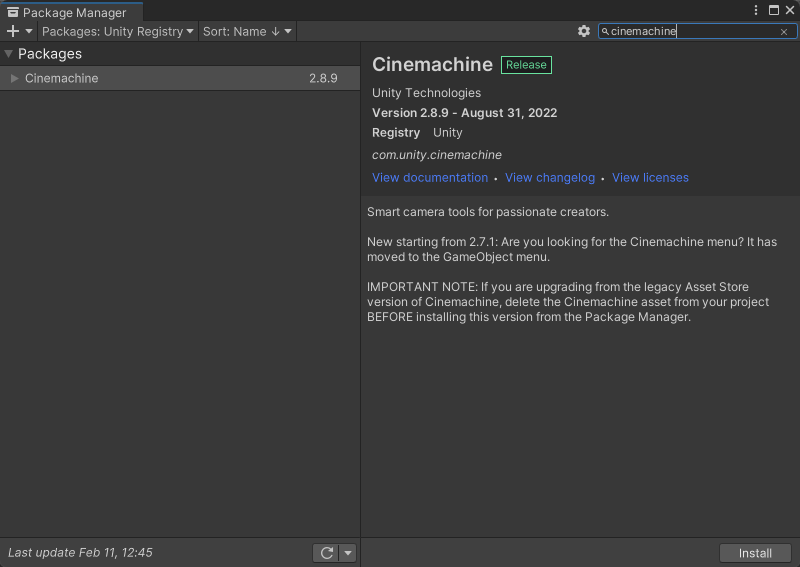 Package Manager
Packages: Unity Registry Sort: Name ↓ cinemachine
Packages
Cinemachine 2.8.9
Cinemachine Release
Unity Technologies
Version 2.8.9 - August 31, 2022
Registry Unity
com.unity.cinemachine
View documentation • View changelog • View licenses
Smart camera tools for passionate creators.
New starting from 2.7.1: Are you looking for the Cinemachine menu? It has
moved to the GameObject menu.
IMPORTANT NOTE: If you are upgrading from the legacy Asset Store
version of Cinemachine, delete the Cinemachine asset from your project
BEFORE installing this version from the Package Manager.
Last update Feb 11, 12:45
Install